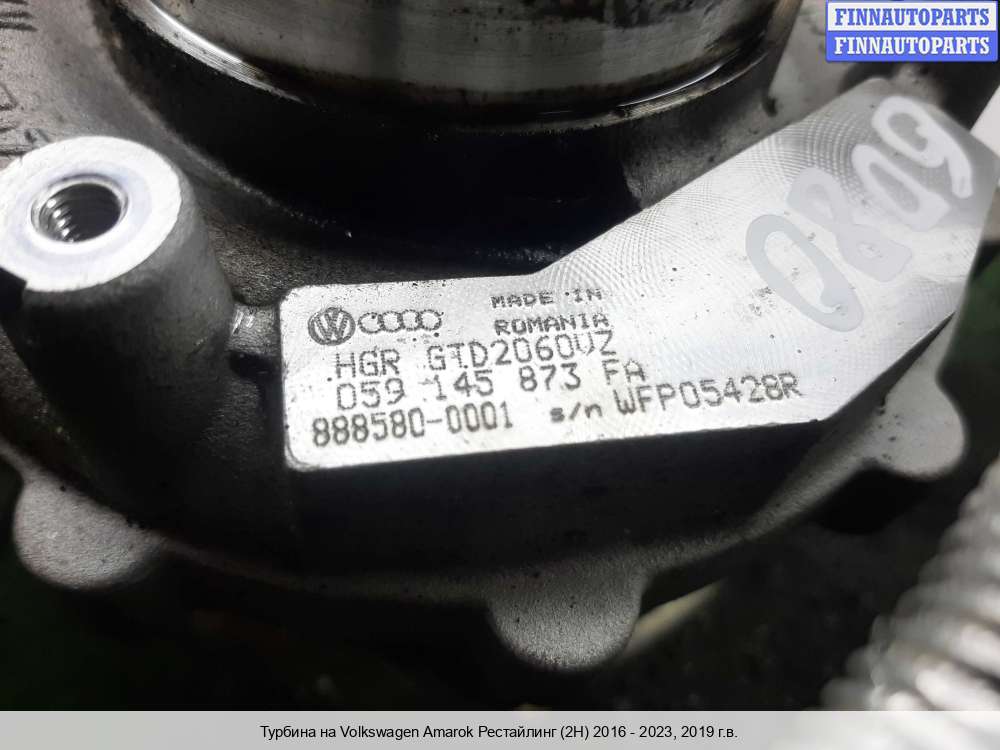 FINNAUTOPARTS
FINNAUTOPARTS
0809
MADE IN
ROMANIA
HGR GTD2060VZ
059 145 873 FA
888580-0001 s/n WFP05428R
Турбина на Volkswagen Amarok Рестайлинг (2H) 2016 - 2023, 2019 г.в.